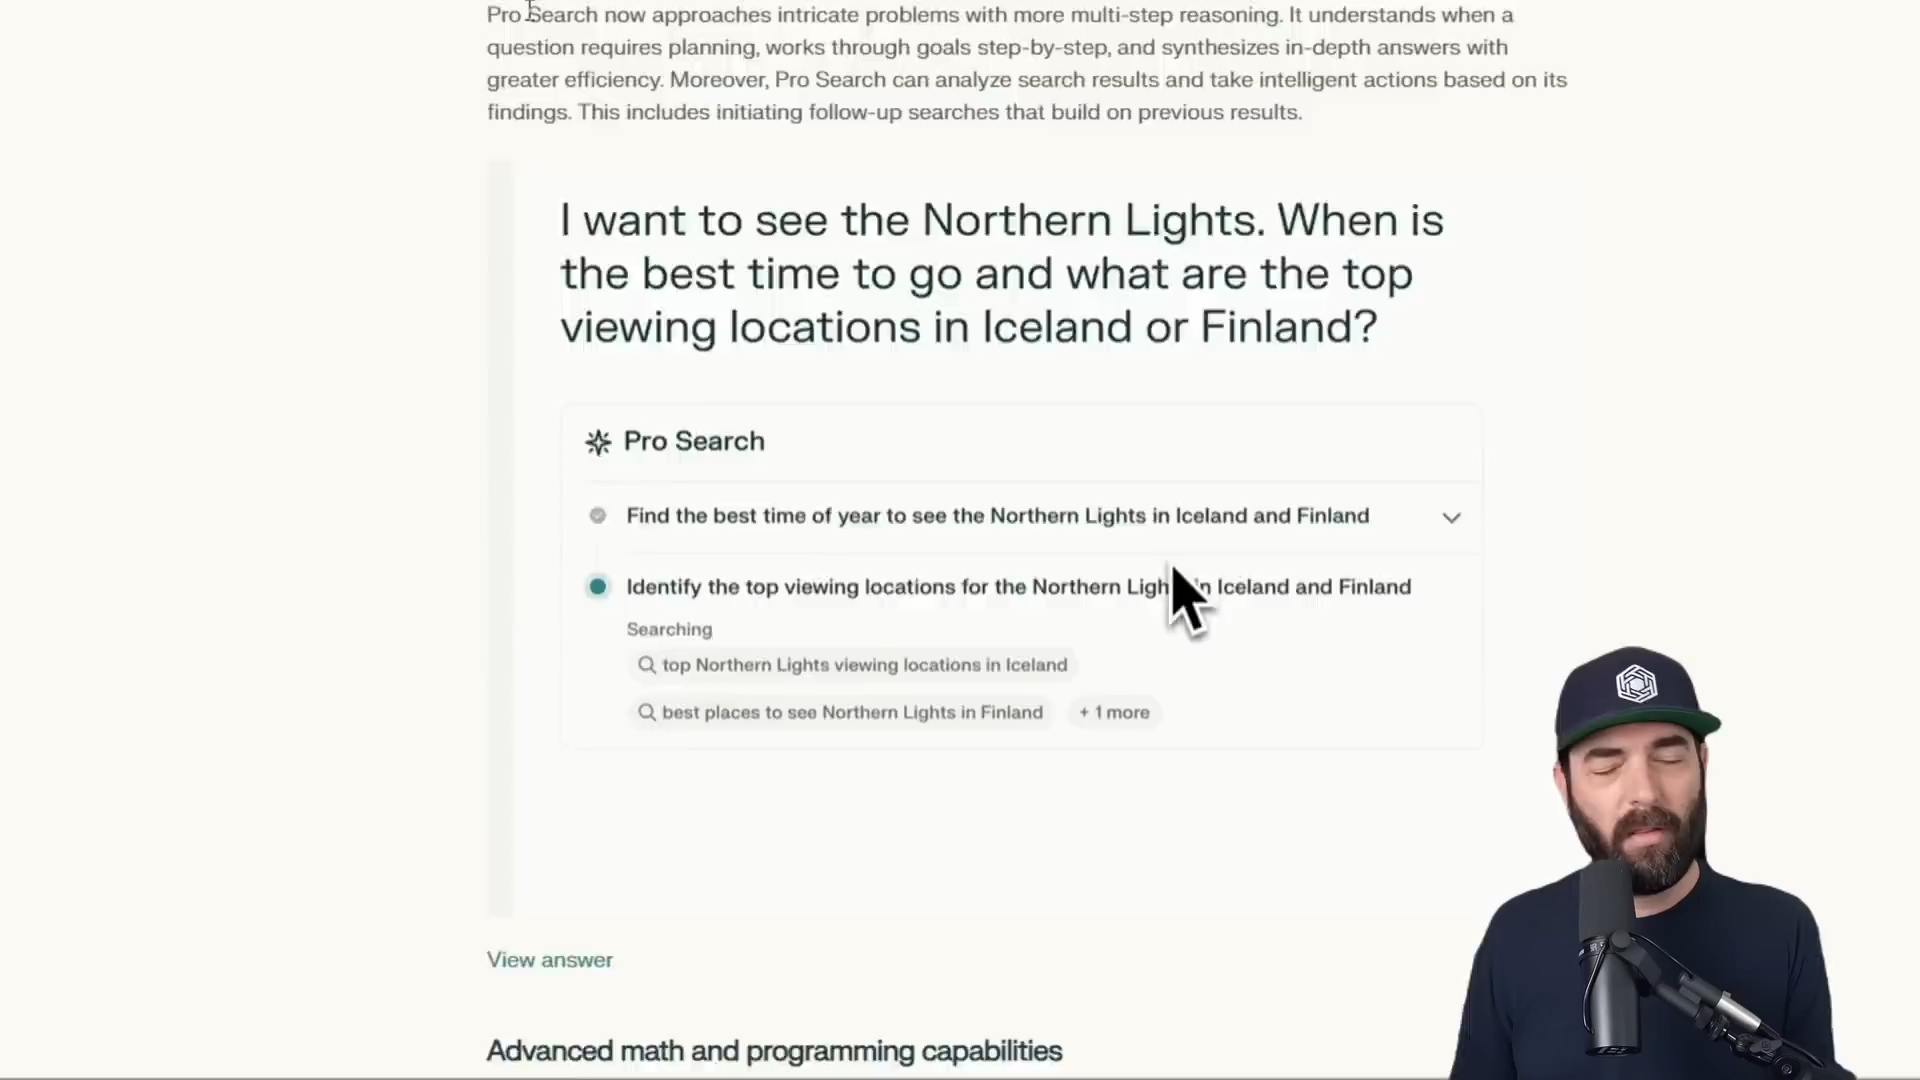 Pro Search now approaches intricate problems with more multi-step reasoning. It understands when a
question requires planning, works through goals step-by-step, and synthesizes in-depth answers with
greater efficiency. Moreover, Pro Search can analyze search results and take intelligent actions based on its
findings. This includes initiating follow-up searches that build on previous results.
I want to see the Northern Lights. When is
the best time to go and what are the top
viewing locations in Iceland or Finland?
Pro Search
Find the best time of year to see the Northern Lights in Iceland and Finland
Identify the top viewing locations for the Northern Ligh in Iceland and Finland
Searching
top Northern Lights viewing locations in Iceland
best places to see Northern Lights in Finland
+ 1 more
View answer
Advanced math and programming capabilities